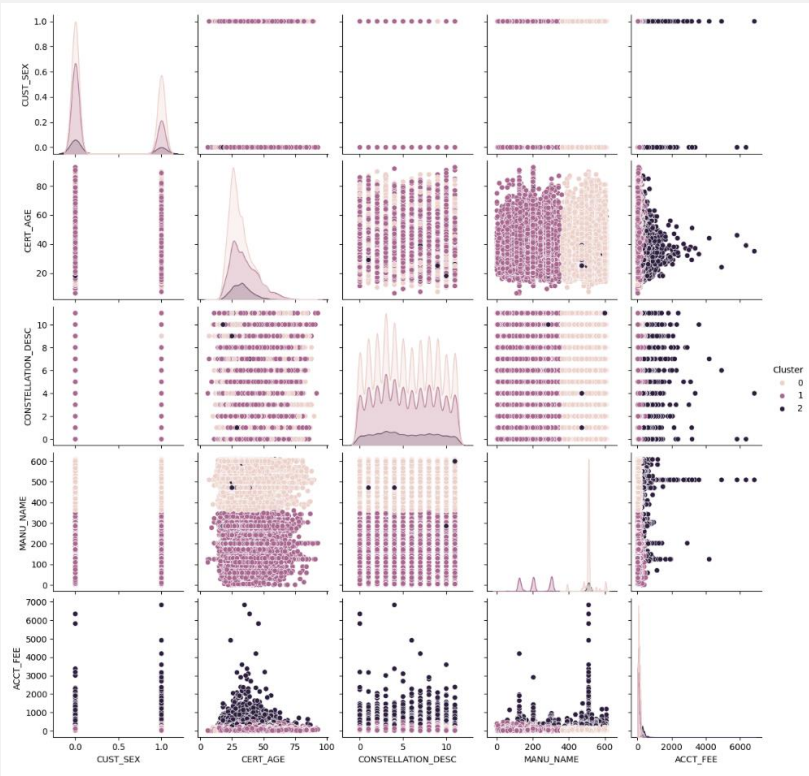 1.0
0.8
0.6
0.4
0.2
0.0
CUST_SEX
80
60
40
20
CERT_AGE
10
8
6
4
2
0
CONSTELLATION_DESC
Cluster
0
1
2
600
500
400
300
200
100
0
MANU_NAME
7000
6000
5000
4000
3000
2000
1000
0
ACCT_FEE
0.0 0.5 1.0
CUST_SEX
0 25 50 75 100
CERT_AGE
0 5 10
CONSTELLATION_DESC
0 200 400 600
MANU_NAME
0 2000 4000 6000
ACCT_FEE